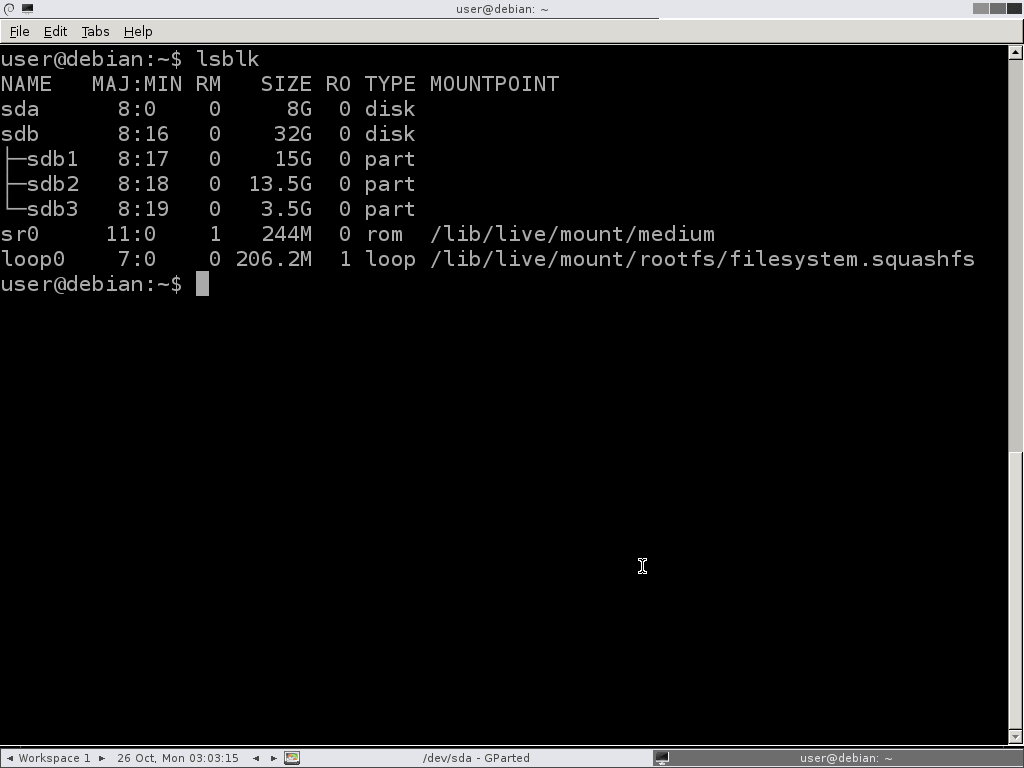 user@debian: ~
File Edit Tabs Help
user@debian:~$ lsblk
NAME   MAJ:MIN RM   SIZE RO TYPE MOUNTPOINT
sda      8:0    0     8G  0 disk
sdb      8:16   0    32G  0 disk
├─sdb1   8:17   0    15G  0 part
├─sdb2   8:18   0  13.5G  0 part
└─sdb3   8:19   0   3.5G  0 part
sr0     11:0    1   244M  0 rom  /lib/live/mount/medium
loop0    7:0    0 206.2M  1 loop /lib/live/mount/rootfs/filesystem.squashfs
user@debian:~$
Workspace 1 26 Oct, Mon 03:03:15 /dev/sda - GParted user@debian: ~